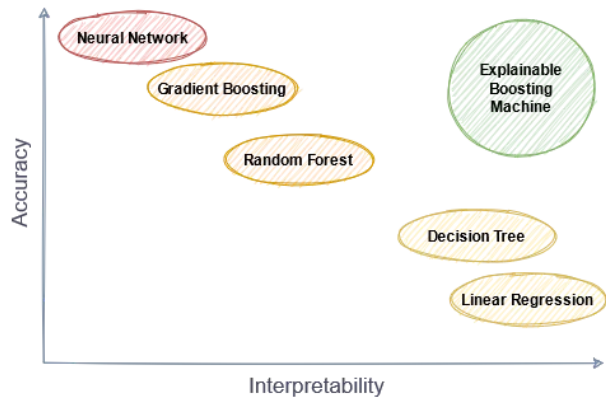 Neural Network
Gradient Boosting
Explainable
Boosting
Machine
Random Forest
Decision Tree
Linear Regression
Accuracy
Interpretability